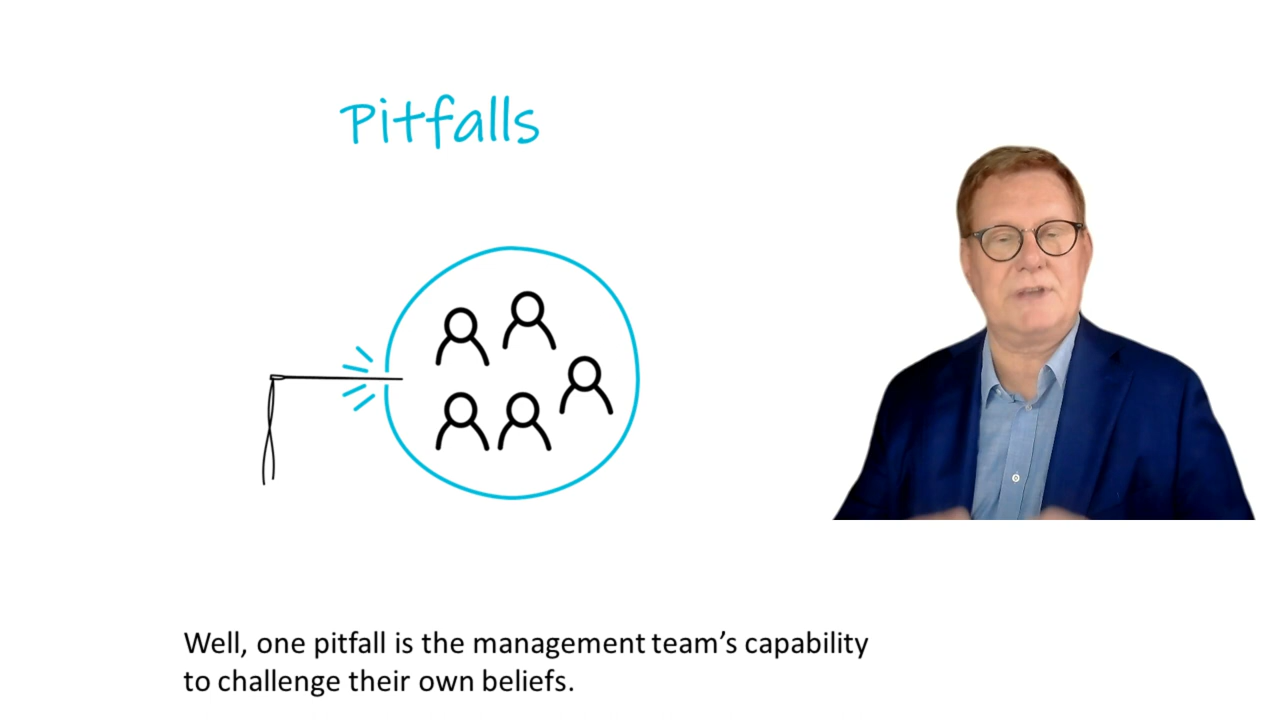 Pitfalls
Well, one pitfall is the management team’s capability
to challenge their own beliefs.